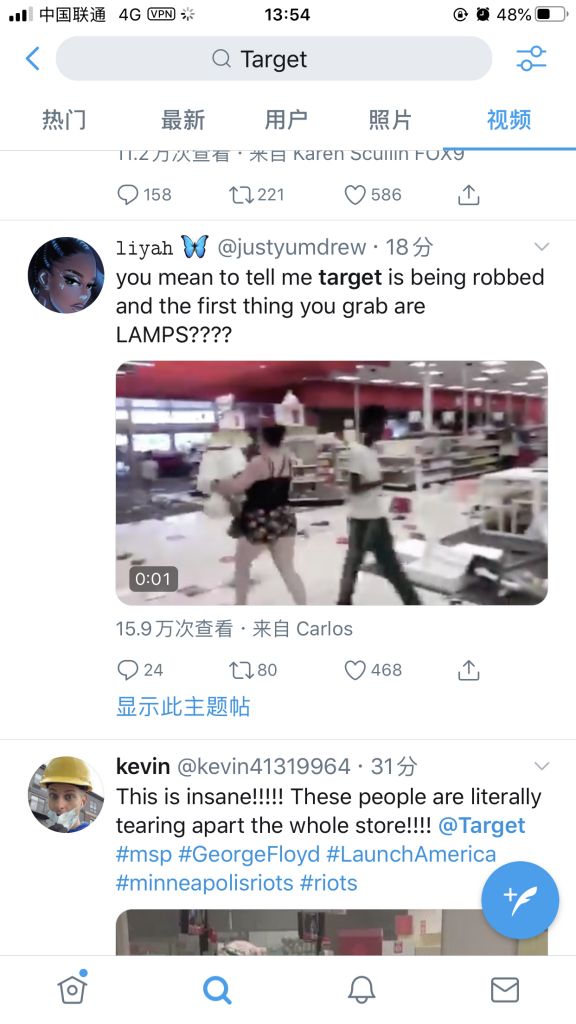 中国联通 4G VPN 13:54 48%
Target
热门 最新 用户 照片 视频
11.2万次查看 · 来自 Karen Scullin FOX9
158 221 586
liyah 🦋 @justyumdrew · 18分
you mean to tell me target is being robbed
and the first thing you grab are
LAMPS????
0:01
15.9万次查看 · 来自 Carlos
24 80 468
显示此主题帖
kevin @kevin41319964 · 31分
This is insane!!!!! These people are literally
tearing apart the whole store!!!! @Target
#msp #GeorgeFloyd #LaunchAmerica
#minneapolisriots #riots